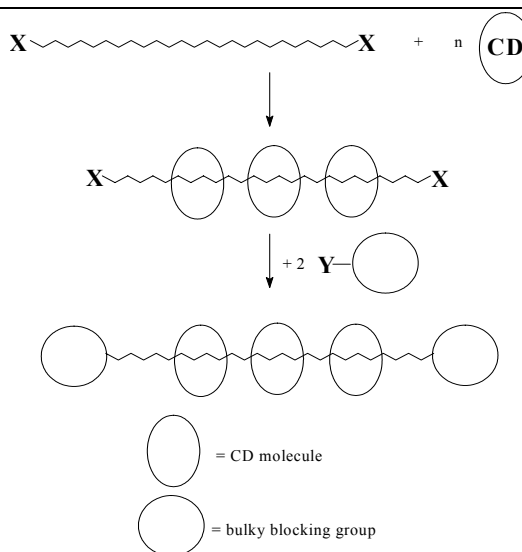 X X + n CD
X X
+ 2 Y
= CD molecule
= bulky blocking group